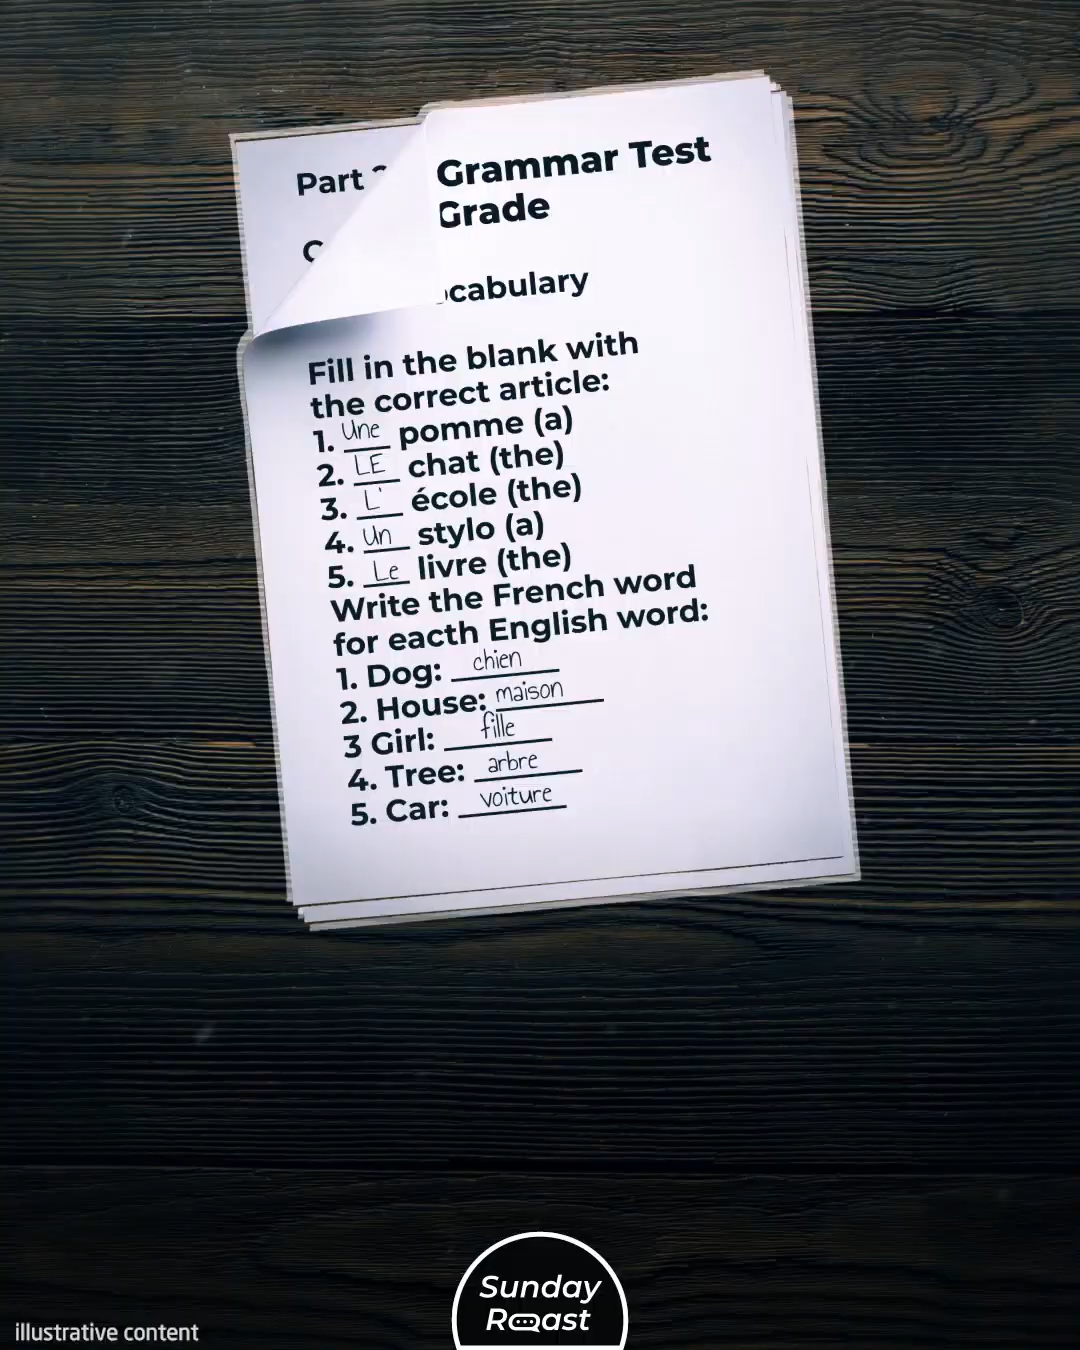 Part
Grammar Test
Grade
cabulary
Fill in the blank with
the correct article:
1. Une pomme (a)
2. LE chat (the)
3. L' école (the)
4. Un stylo (a)
5. Le livre (the)
Write the French word
for eacth English word:
1. Dog: chien
2. House: maison
3 Girl: fille
4. Tree: arbre
5. Car: voiture
Sunday
Roast
illustrative content